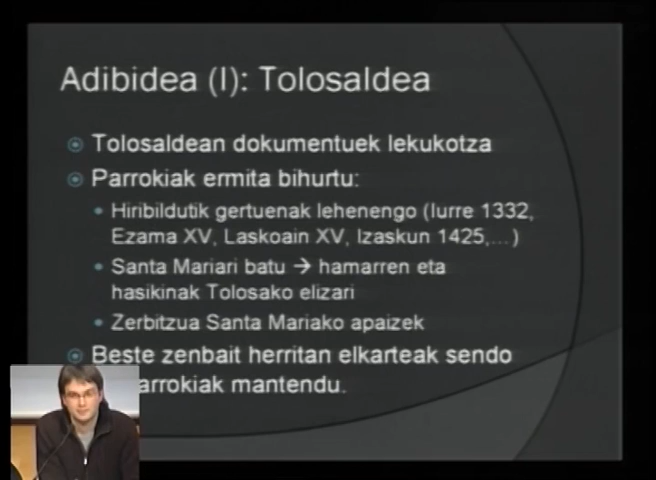 Adibidea (I): Tolosaldea
Tolosaldean dokumentuek lekukotza
Parrokiak ermita bihurtu:
Hiribildutik gertuenak lehenengo (Iurre 1332,
Ezama XV, Laskoain XV, Izaskun 1425,...)
Santa Mariari batu → hamarren eta
hasikinak Tolosako elizari
Zerbitzua Santa Mariako apaizek
Beste zenbait herritan elkarteak sendo
arrokiak mantendu.